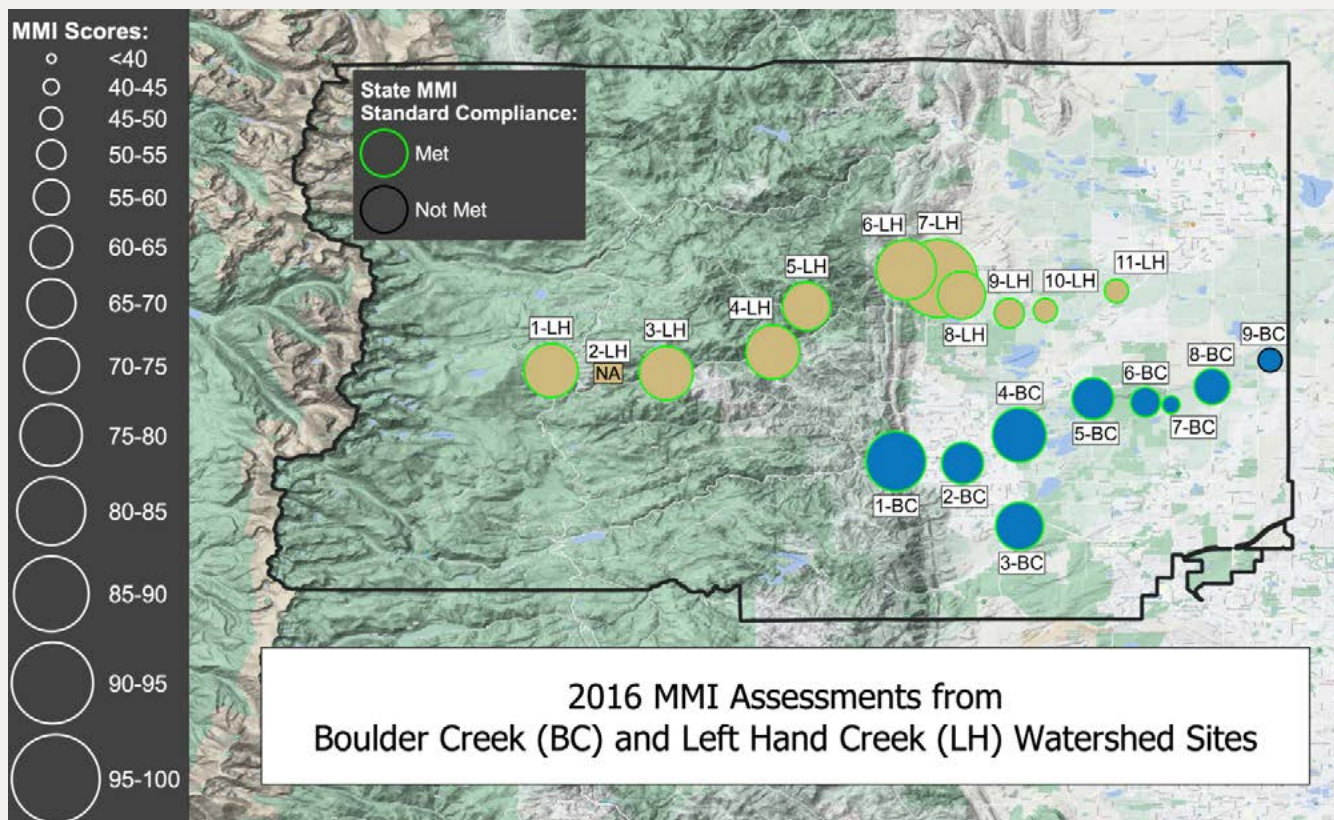 MMI Scores:
<40
40-45
45-50
50-55
55-60
60-65
65-70
70-75
75-80
80-85
85-90
90-95
95-100
State MMI
Standard Compliance:
Met
Not Met
1-LH
2-LH
NA
3-LH
4-LH
5-LH
6-LH
7-LH
8-LH
9-LH
10-LH
11-LH
1-BC
2-BC
3-BC
4-BC
5-BC
6-BC
7-BC
8-BC
9-BC
2016 MMI Assessments from
Boulder Creek (BC) and Left Hand Creek (LH) Watershed Sites